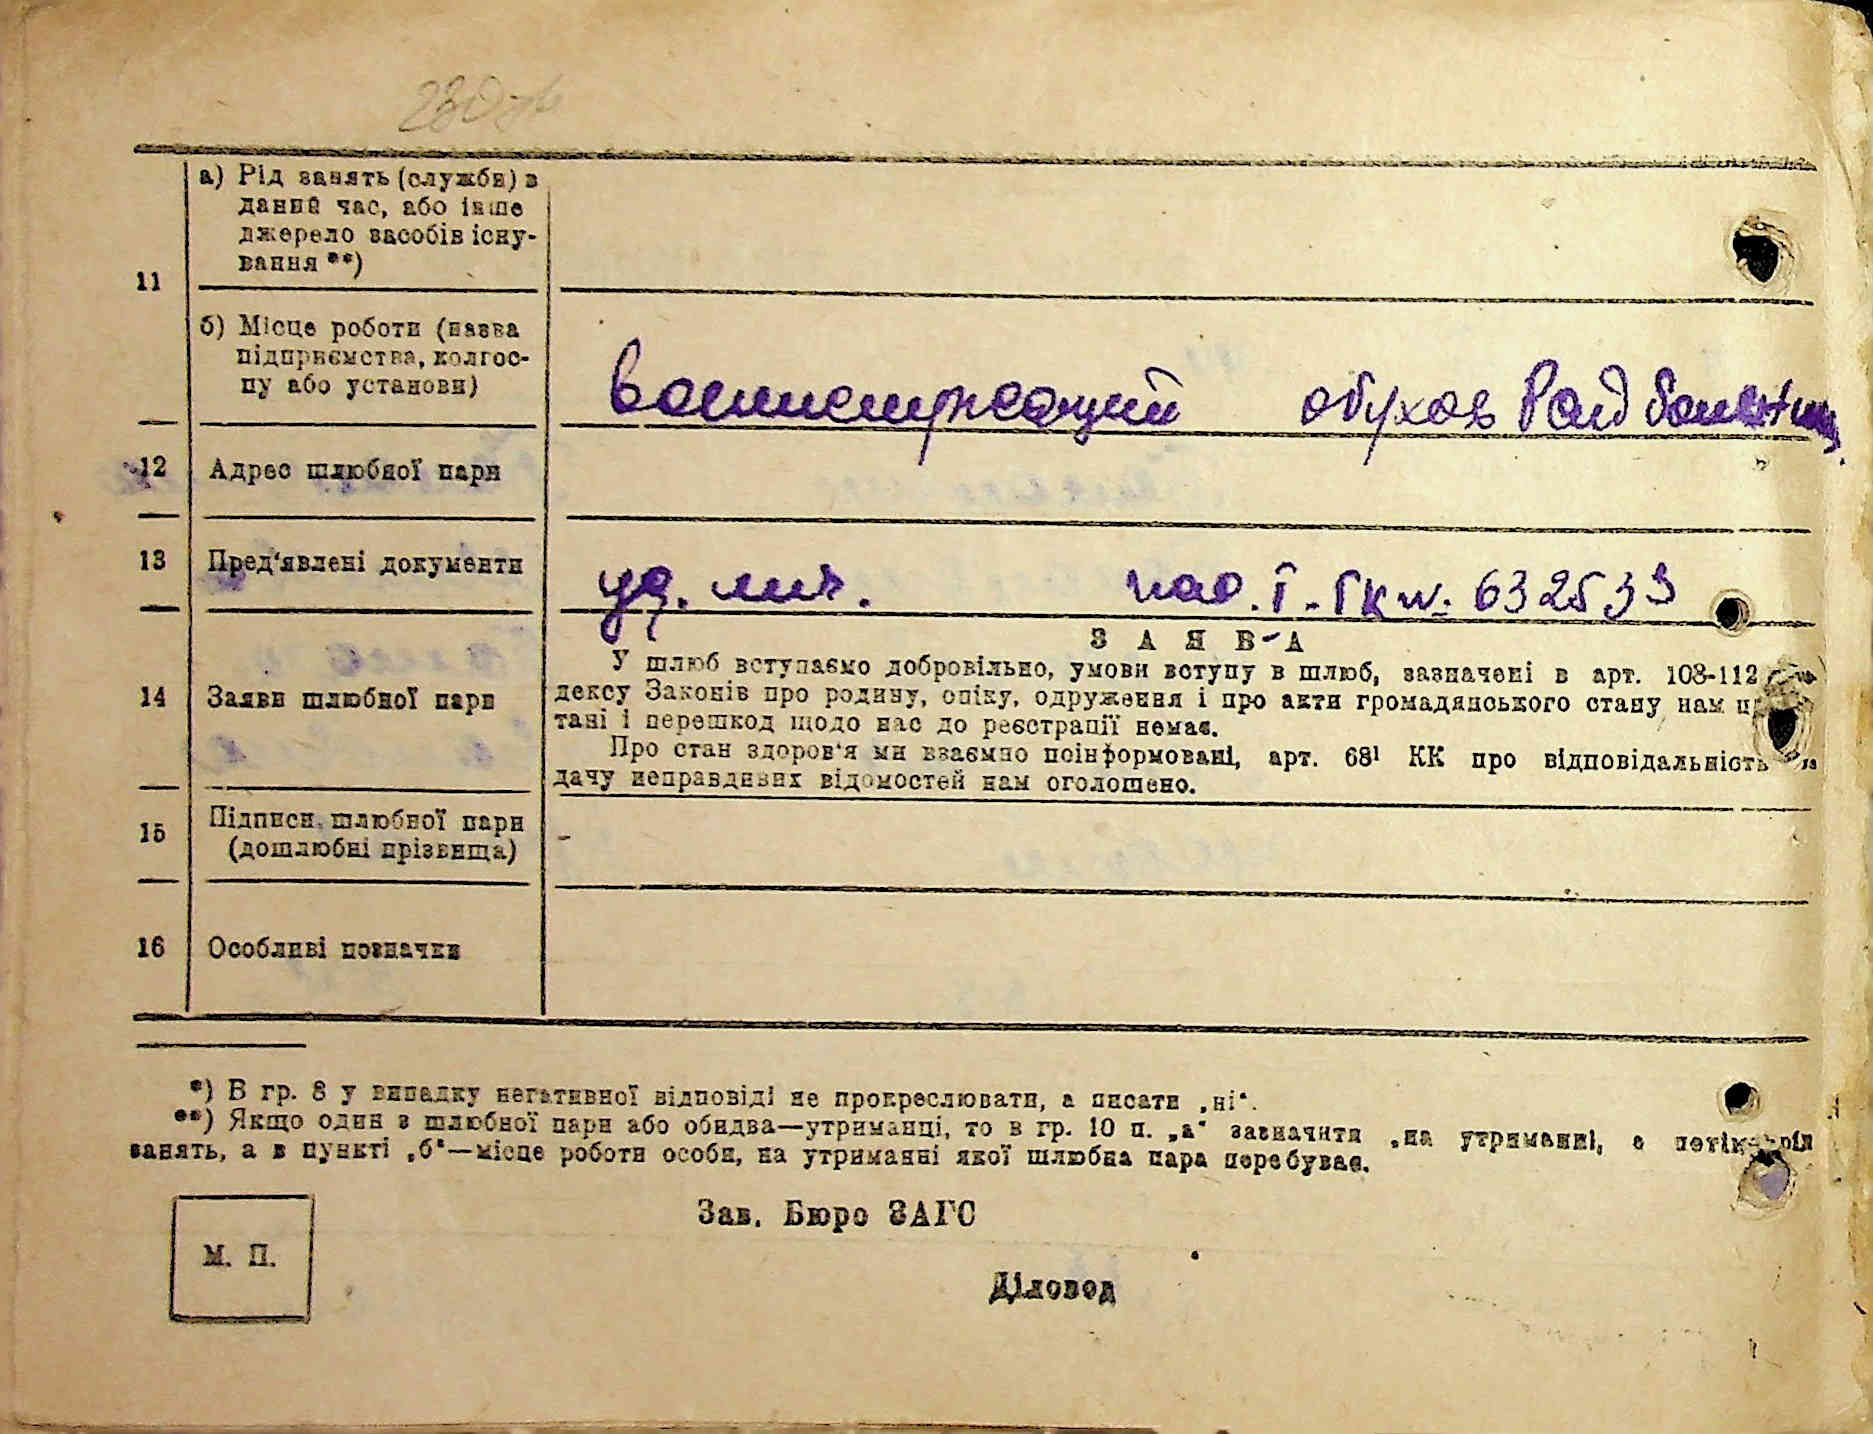 а) Рід занять (служби) в
даний час, або інше
джерело засобів існу-
вання **)
11
б) Місце роботи (назва
підприємства, колгос-
пу або установи)
военнослужащий обухов Рай больниц
12 Адрес шлюбної пари
13 Пред‘явлені документи
уд. лич. пас. I-ГК № 632533
З А Я В А
У шлюб вступаємо добровільно, умови вступу в шлюб, зазначені в арт. 108-112
14 Заяви шлюбної пари
дексу Законів про родину, опіку, одруження і про акти громадянського стану нам
тані і перешкод щодо нас до реєстрації немає.
Про стан здоров‘я ми взаємно поінформовані, арт. 68¹ КК про відповідальність
дачу неправдивих відомостей нам оголошено.
15 Підписи шлюбної пари
(дошлюбні прізвища)
16 Особливі позначки
*) В гр. 8 у випадку негативної відповіді не прокреслювати, а писати „ні“.
**) Якщо один з шлюбної пари або обидва—утриманці, то в гр. 10 п. „а“ зазначити „на утриманні,
занять, а в пункті „б“—місце роботи особи, на утриманні якої шлюбна пара перебуває.
Зав. Бюро ЗАГС
М. П.
Діловод